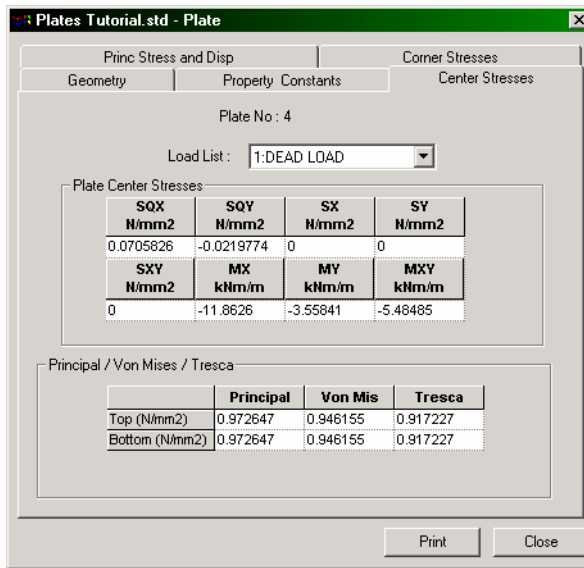 Plates Tutorial.std - Plate
Princ Stress and Disp Corner Stresses
Geometry Property Constants Center Stresses
Plate No : 4
Load List : 1:DEAD LOAD
Plate Center Stresses
SQX SQY SX SY
N/mm2 N/mm2 N/mm2 N/mm2
0.0705826 -0.0219774 0 0
SXY MX MY MXY
N/mm2 kNm/m kNm/m kNm/m
0 -11.8626 -3.55841 -5.48485
Principal / Von Mises / Tresca
Principal Von Mis Tresca
Top (N/mm2) 0.972647 0.946155 0.917227
Bottom (N/mm2) 0.972647 0.946155 0.917227
Print Close